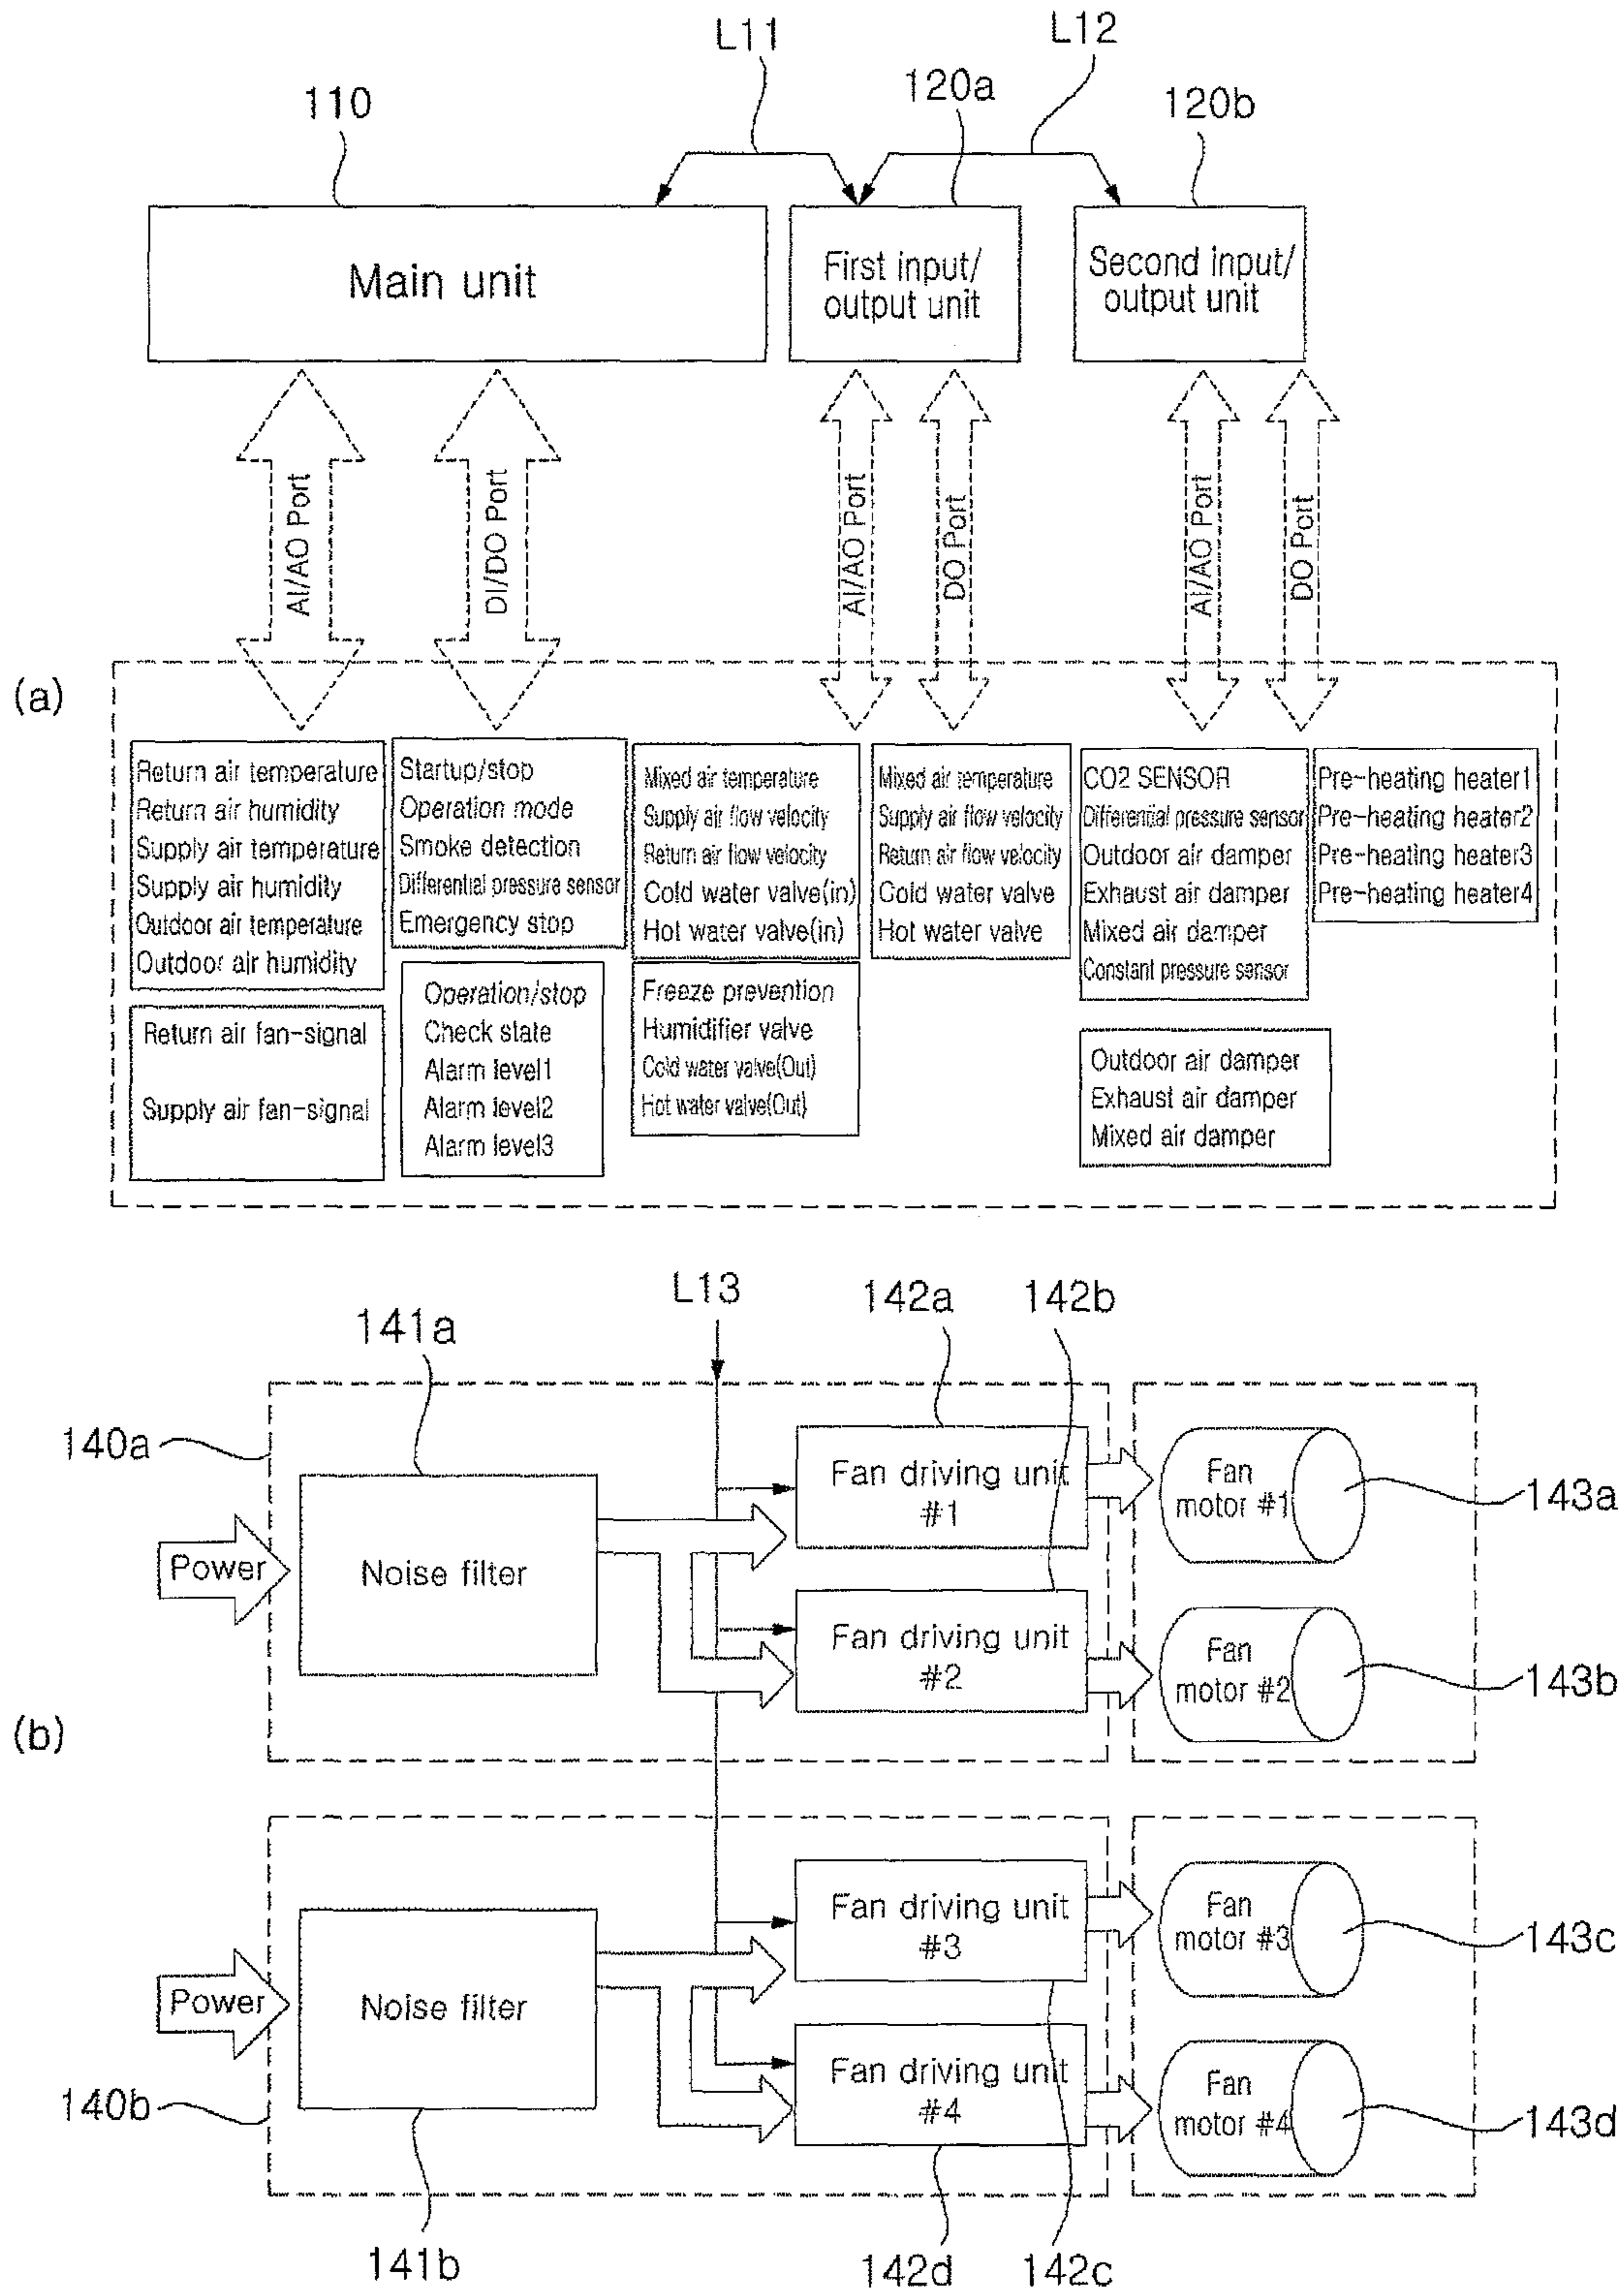 L11
L12
110
120a
120b
Main unit
First input/
output unit
Second input/
output unit
AI/AO Port
DI/DO Port
AI/AO Port
DO Port
AI/AO Port
DO Port
(a)
Return air temperature
Return air humidity
Supply air temperature
Supply air humidity
Outdoor air temperature
Outdoor air humidity
Return air fan-signal
Supply air fan-signal
Startup/stop
Operation mode
Smoke detection
Differential pressure sensor
Emergency stop
Operation/stop
Check state
Alarm level1
Alarm level2
Alarm level3
Mixed air temperature
Supply air flow velocity
Return air flow velocity
Cold water valve(in)
Hot water valve(in)
Freeze prevention
Humidifier valve
Cold water valve(Out)
Hot water valve(Out)
Mixed air temperature
Supply air flow velocity
Return air flow velocity
Cold water valve
Hot water valve
CO2 SENSOR
Differential pressure sensor
Outdoor air damper
Exhaust air damper
Mixed air damper
Constant pressure sensor
Outdoor air damper
Exhaust air damper
Mixed air damper
Pre-heating heater1
Pre-heating heater2
Pre-heating heater3
Pre-heating heater4
(b)
L13
142a
142b
141a
140a
Power
Noise filter
Fan driving unit
#1
Fan driving unit
#2
Fan
motor #1
143a
Fan
motor #2
143b
Power
Noise filter
140b
141b
Fan driving unit
#3
Fan driving unit
#4
Fan
motor #3
143c
Fan
motor #4
143d
142d
142c